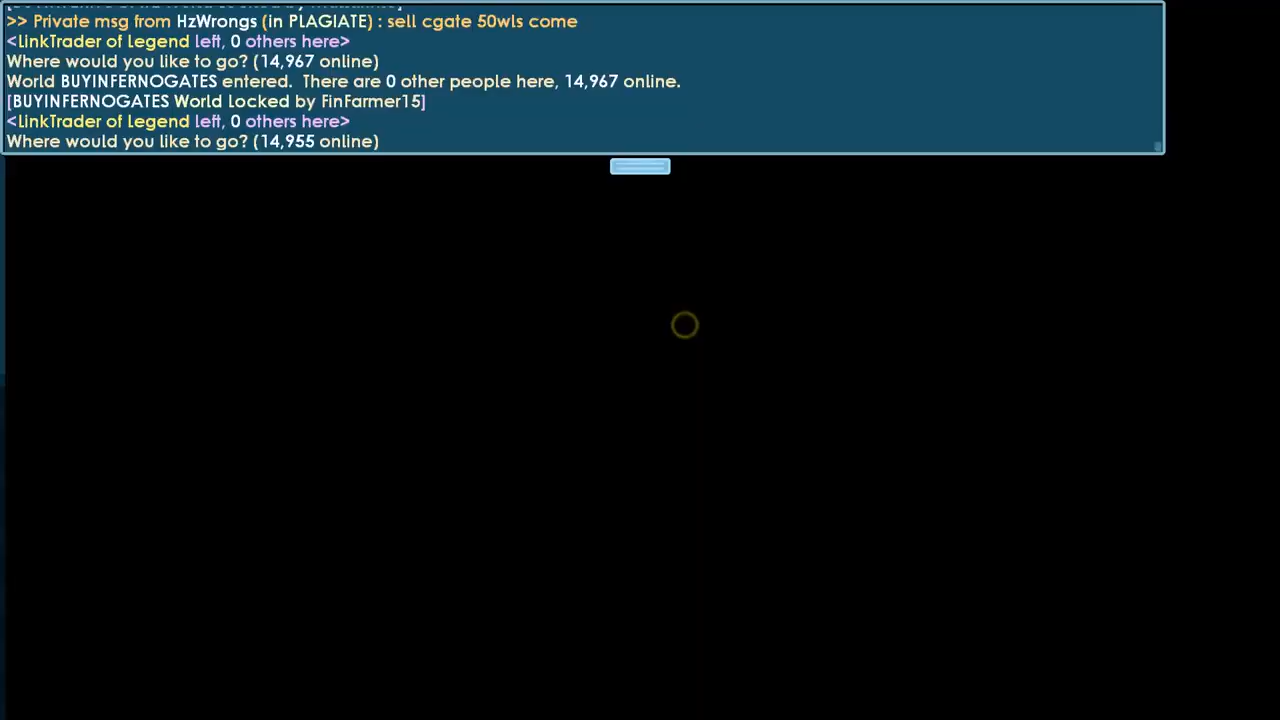 >> Private msg from HzWrongs (in PLAGIATE) : sell cgate 50wls come
<LinkTrader of Legend left, 0 others here>
Where would you like to go? (14,967 online)
World BUYINFERNOGATES entered.  There are 0 other people here, 14,967 online.
[BUYINFERNOGATES World Locked by FinFarmer15]
<LinkTrader of Legend left, 0 others here>
Where would you like to go? (14,955 online)